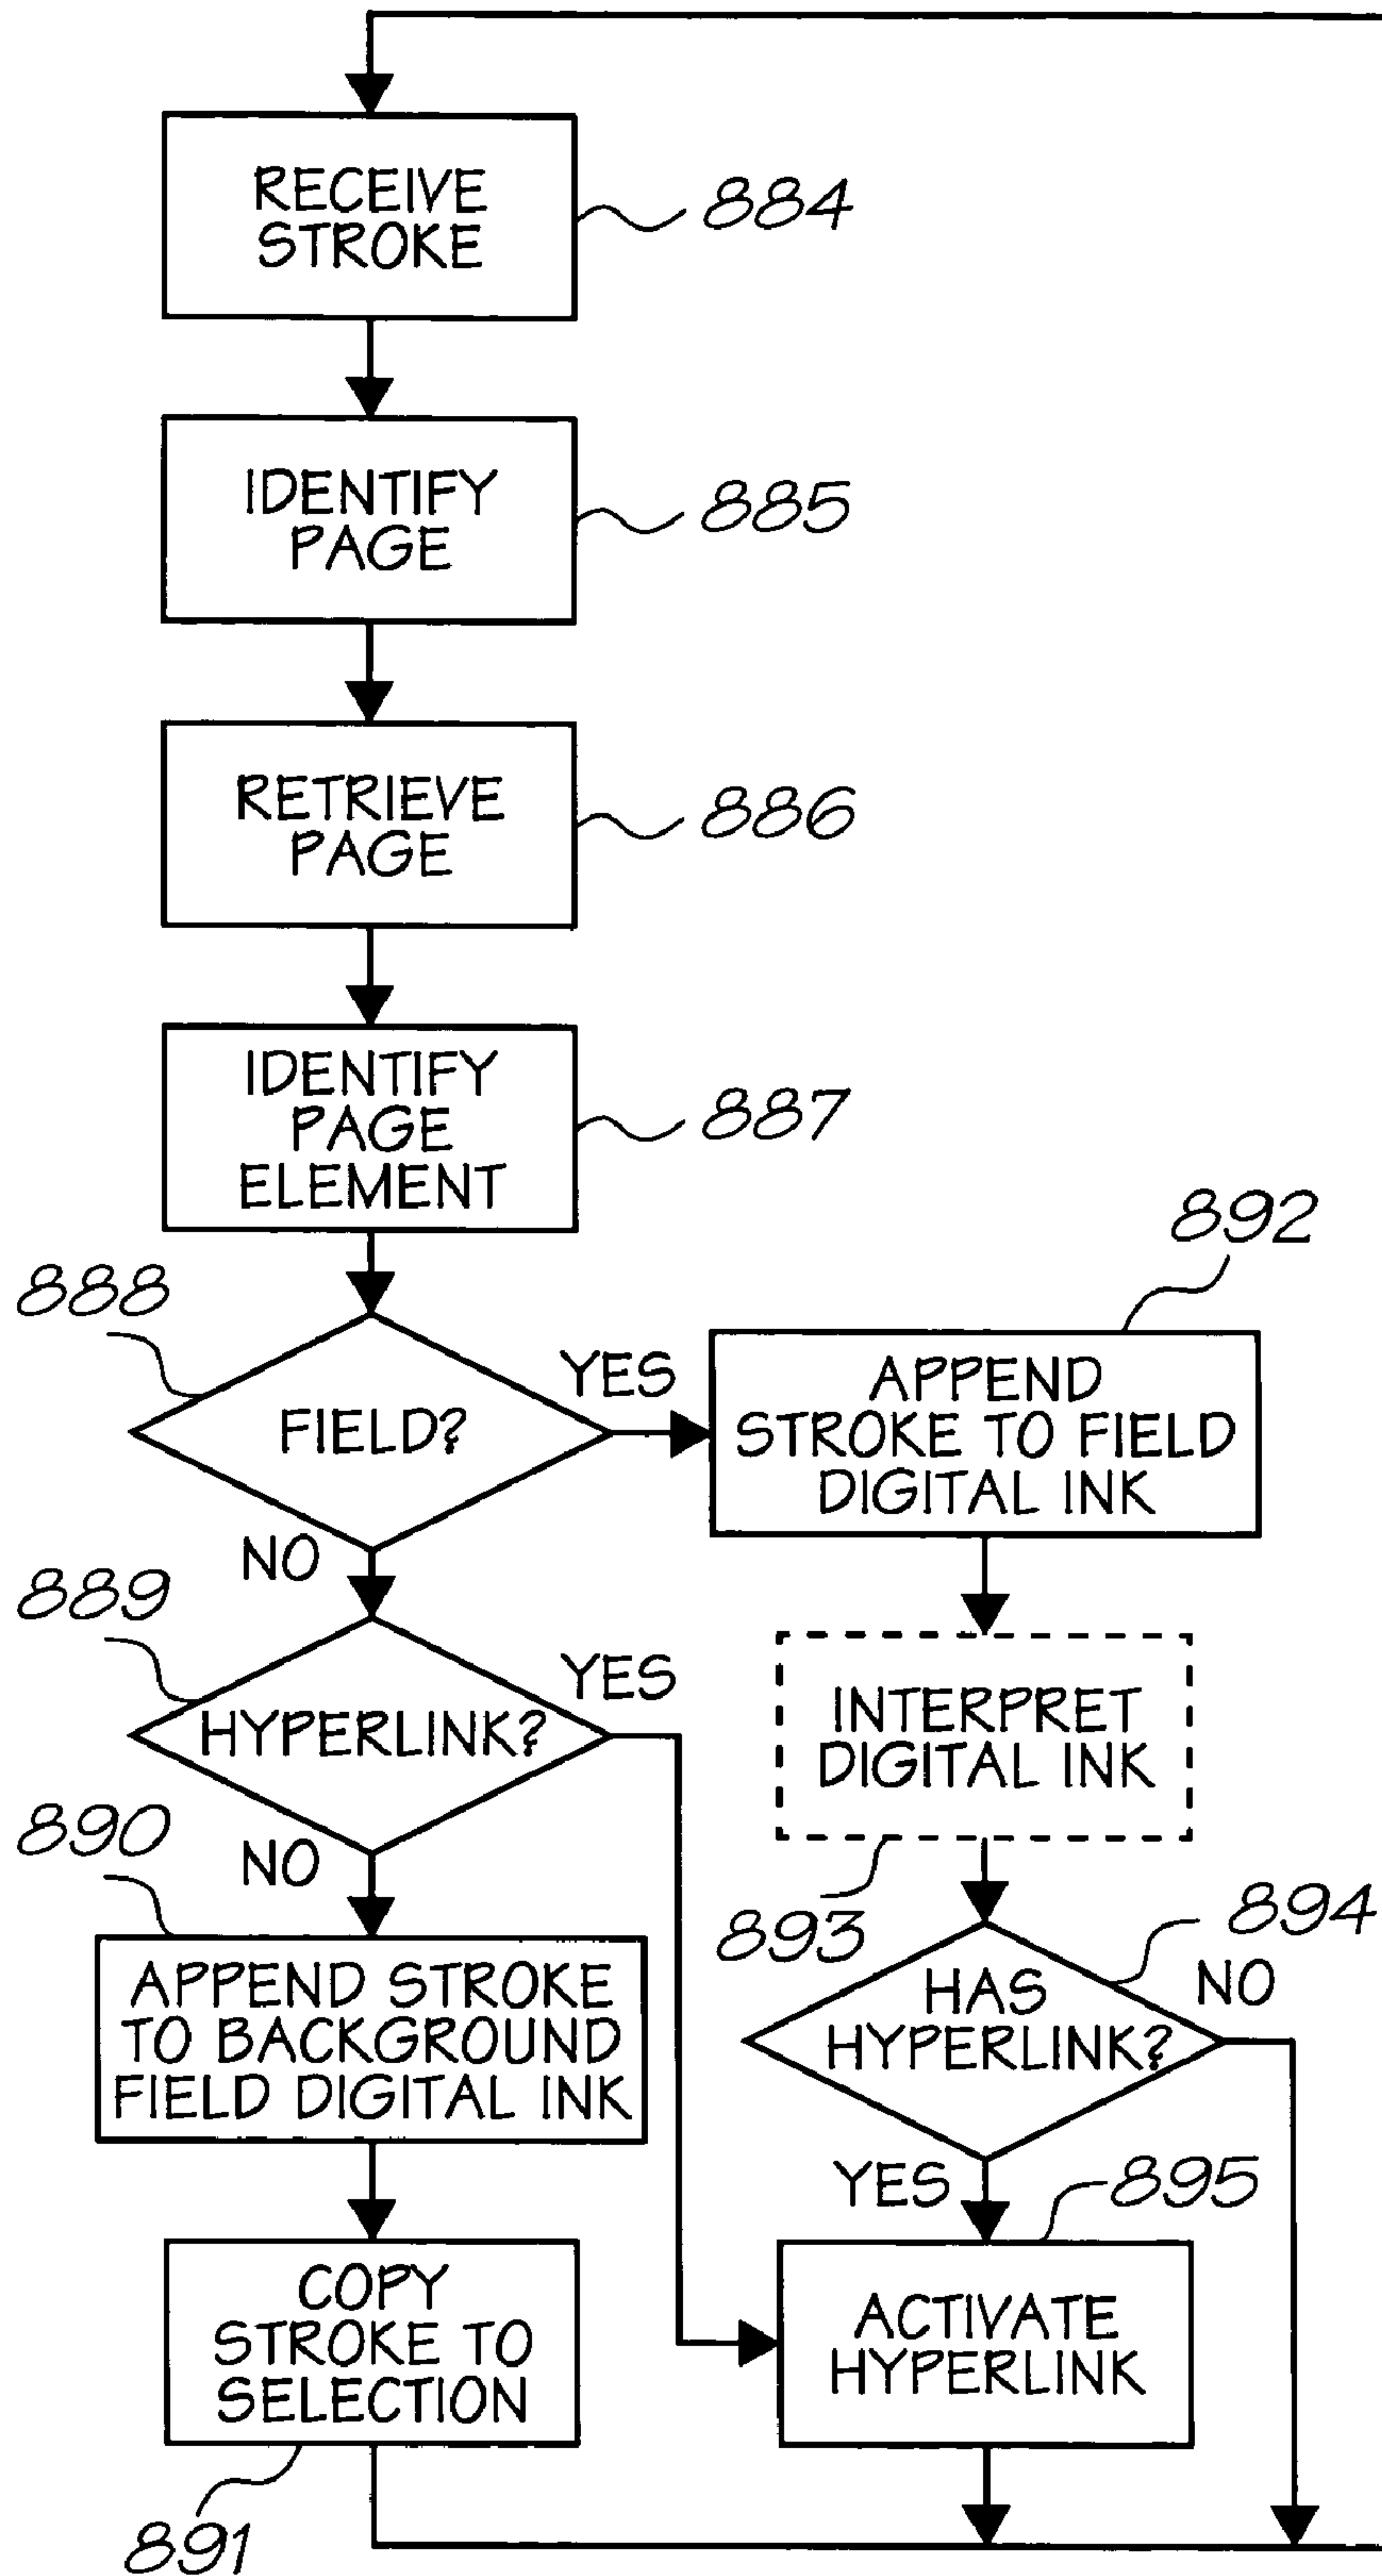 RECEIVE
STROKE
884
IDENTIFY
PAGE
885
RETRIEVE
PAGE
886
IDENTIFY
PAGE
ELEMENT
887
888
FIELD?
YES
NO
892
APPEND
STROKE TO FIELD
DIGITAL INK
889
HYPERLINK?
YES
NO
INTERPRET
DIGITAL INK
893
890
APPEND STROKE
TO BACKGROUND
FIELD DIGITAL INK
894
HAS
HYPERLINK?
NO
YES
895
COPY
STROKE TO
SELECTION
891
ACTIVATE
HYPERLINK